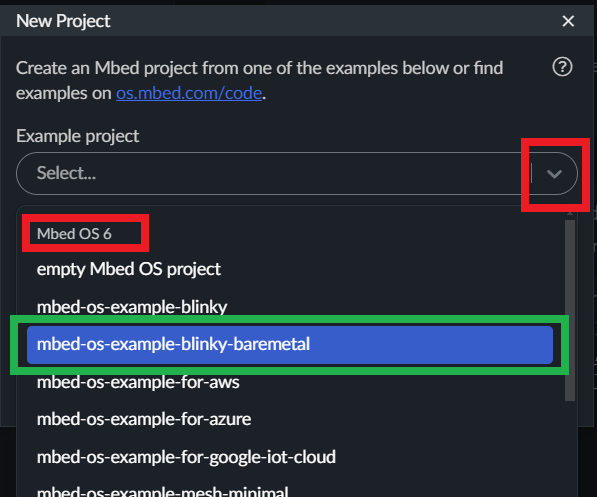 New Project
Create an Mbed project from one of the examples below or find
examples on os.mbed.com/code.
Example project
Select...
Mbed OS 6
empty Mbed OS project
mbed-os-example-blinky
mbed-os-example-blinky-baremetal
mbed-os-example-for-aws
mbed-os-example-for-azure
mbed-os-example-for-google-iot-cloud
mbed-os-example-mesh-minimal